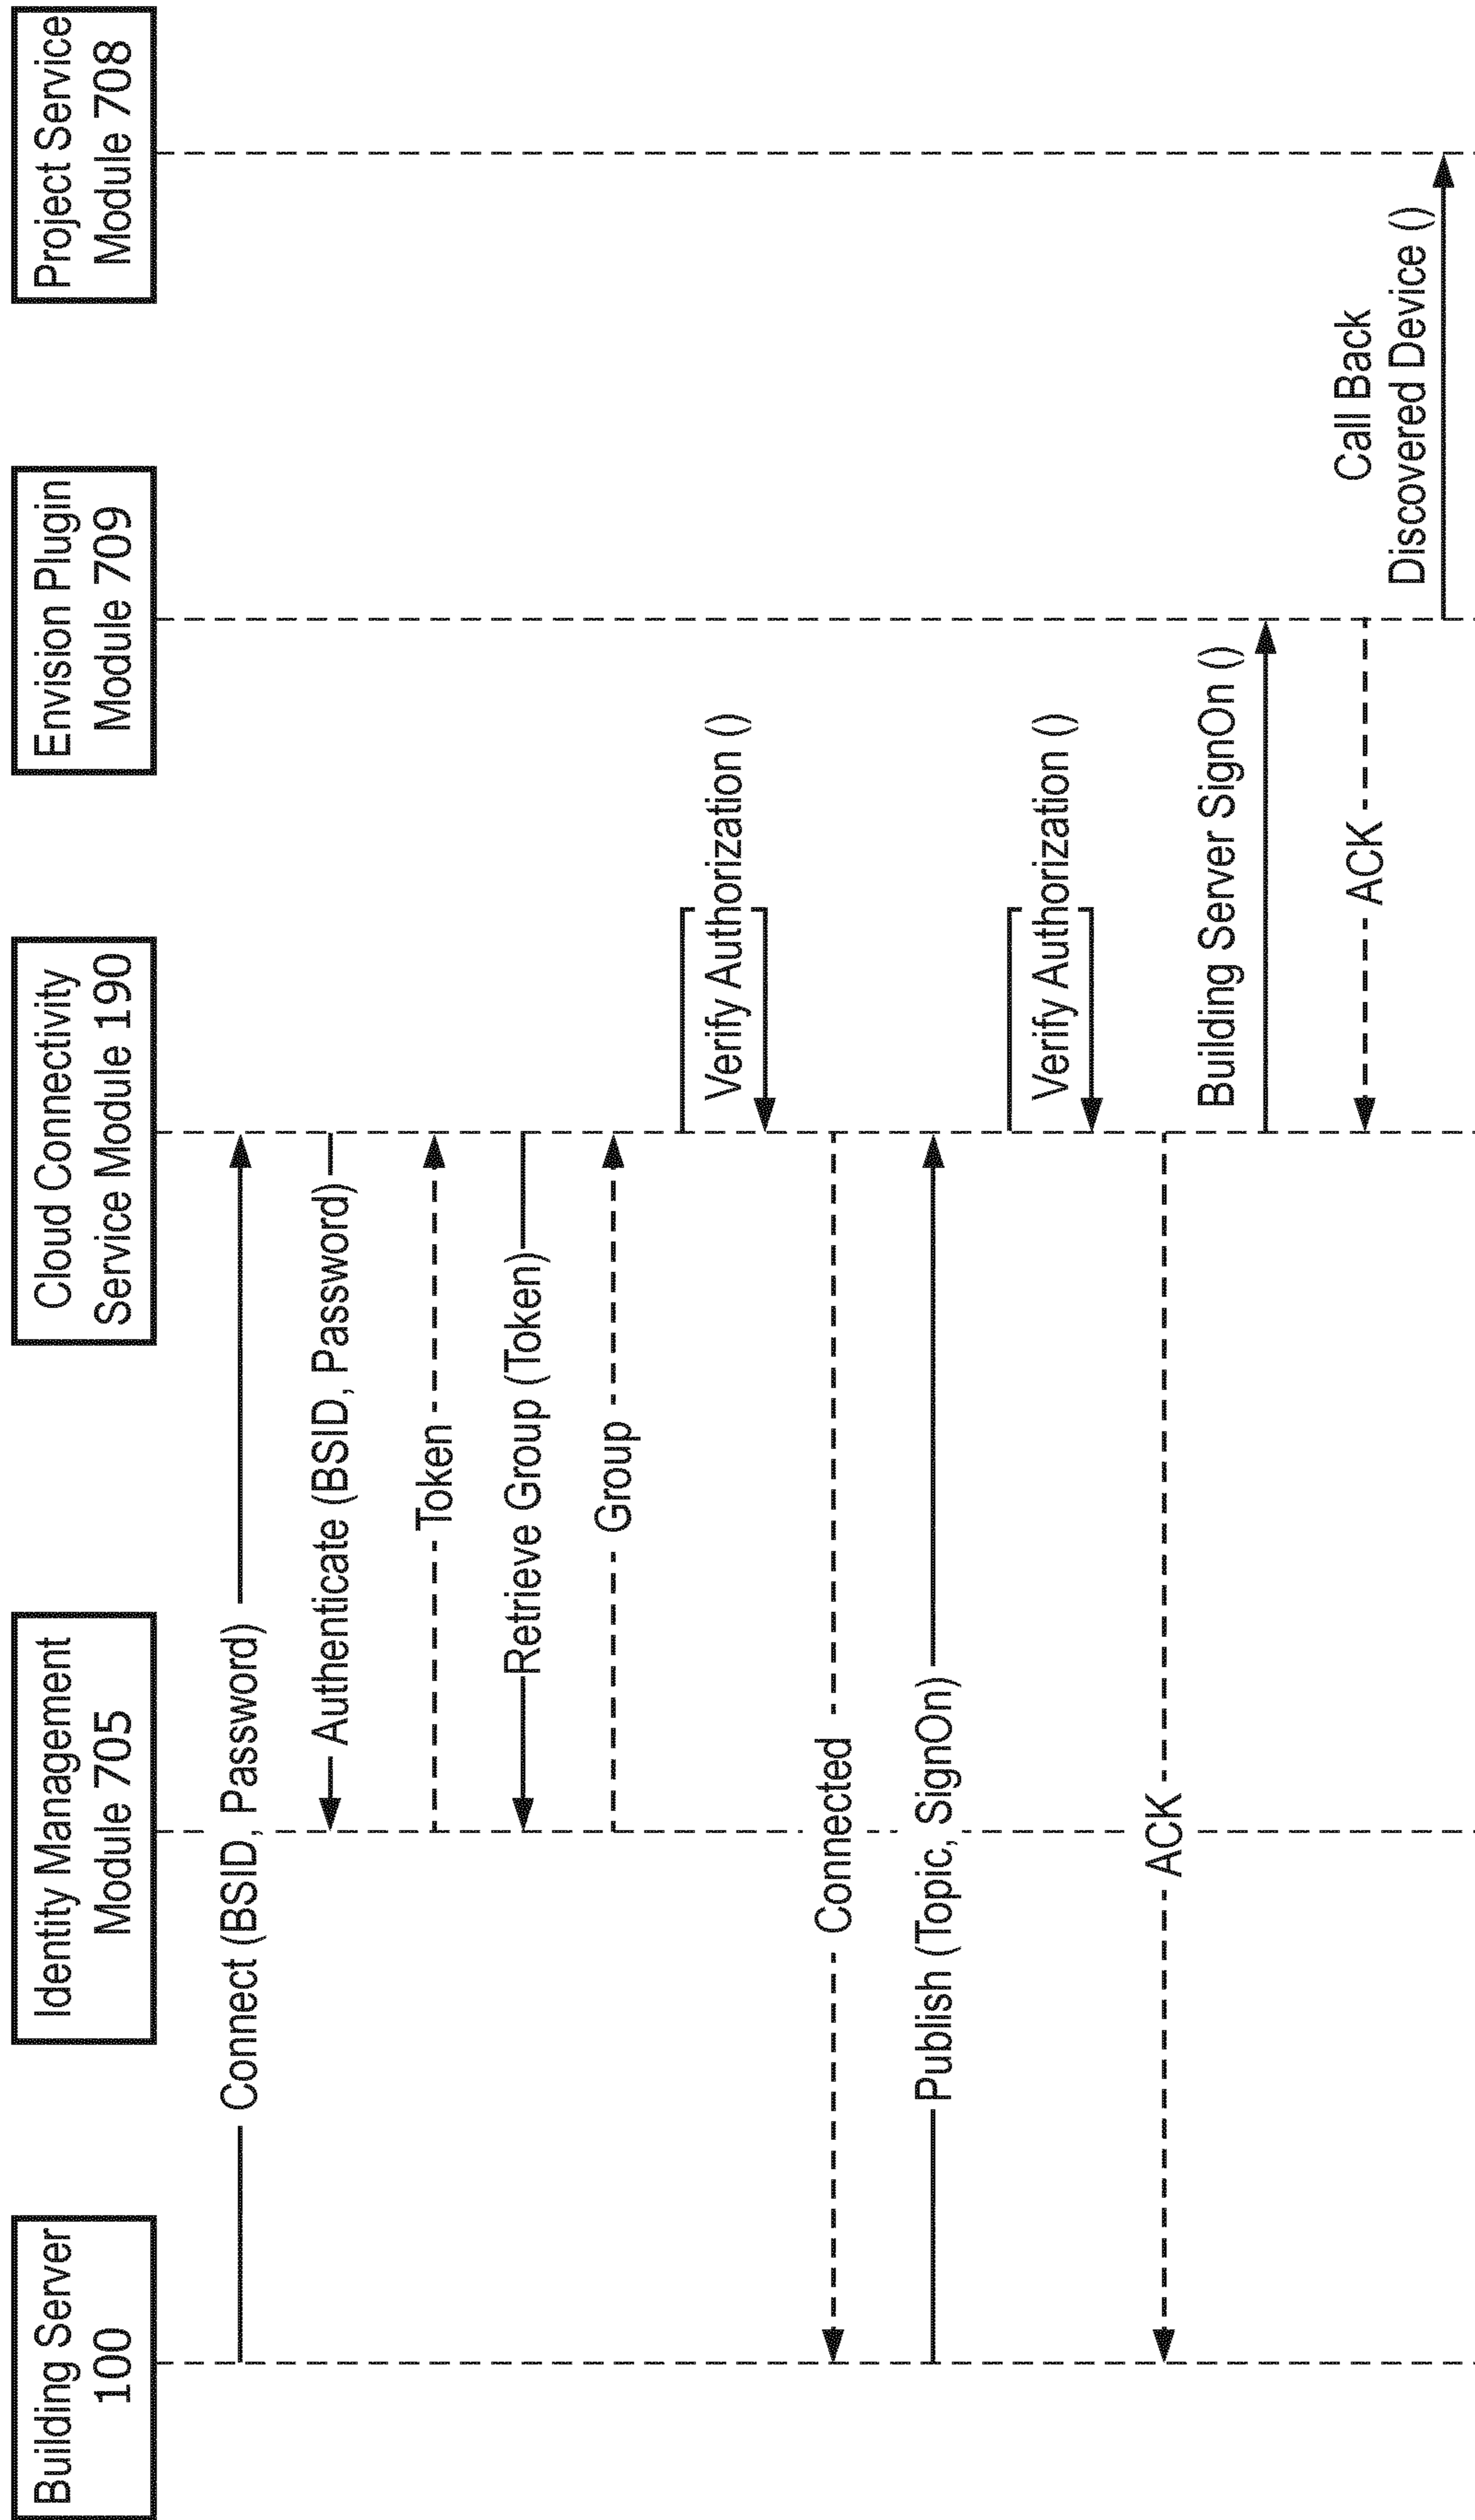 Building Server
100
Identity Management
Module 705
Cloud Connectivity
Service Module 190
Envision Plugin
Module 709
Project Service
Module 708
Connect (BSID, Password)
Authenticate (BSID, Password)
Token
Retrieve Group (Token)
Group
Verify Authorization ()
Connected
Publish (Topic, SignOn)
Verify Authorization ()
ACK
Building Server SignOn ()
ACK
Call Back
Discovered Device ()